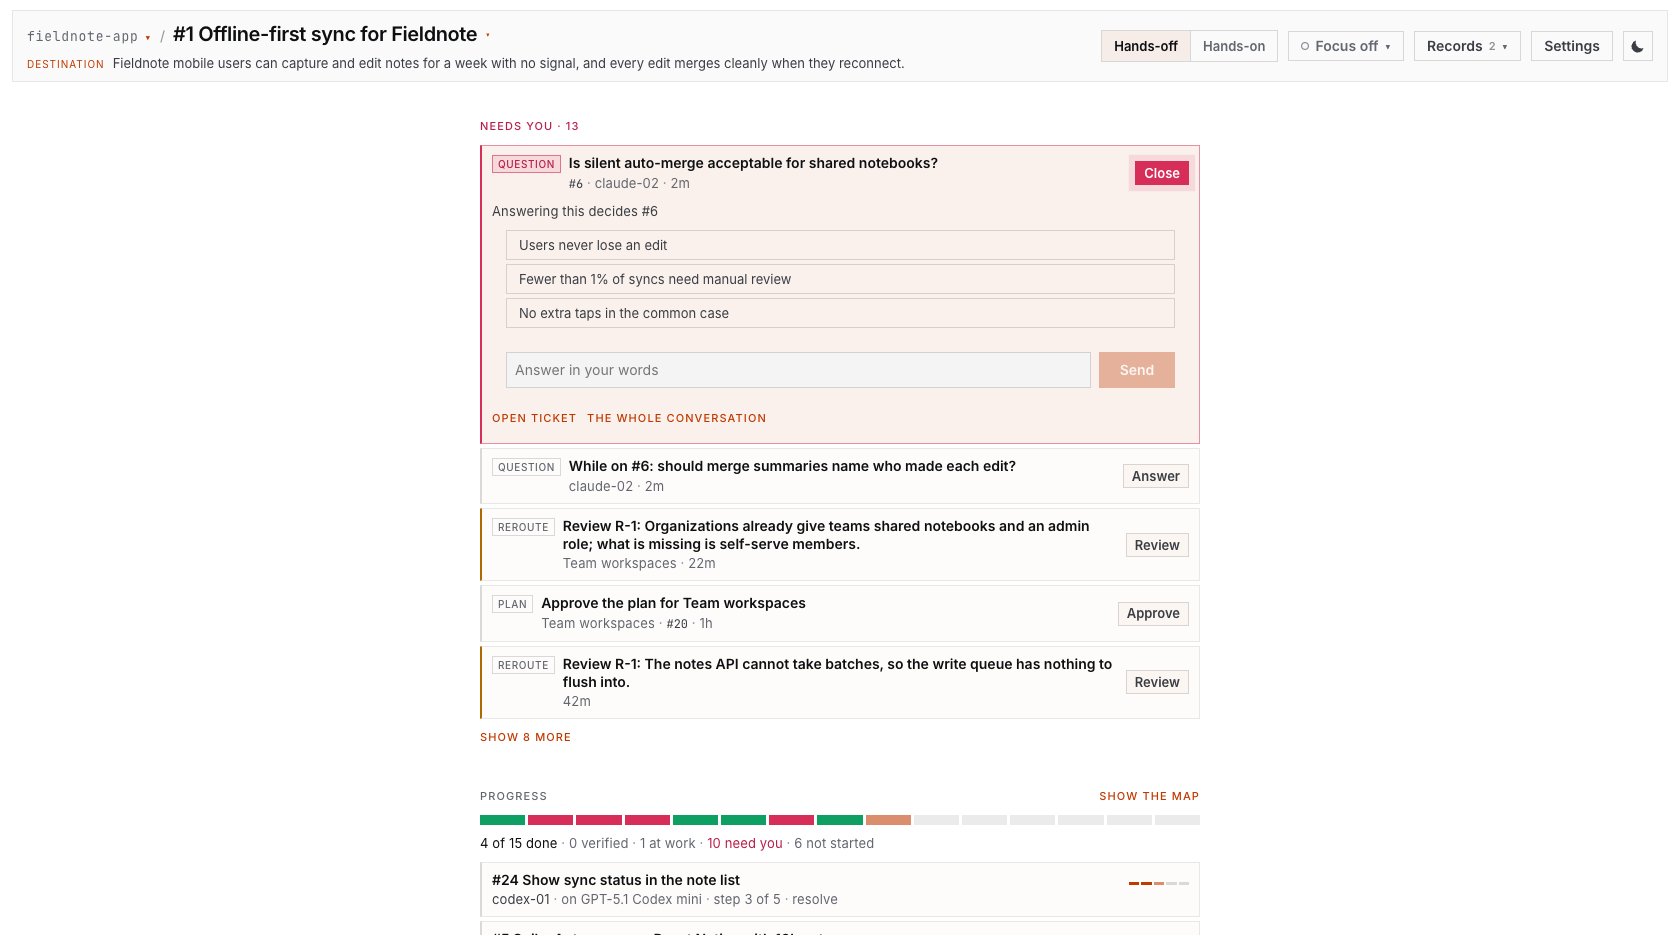 fieldnote-app ▾ / #1 Offline-first sync for Fieldnote
DESTINATION Fieldnote mobile users can capture and edit notes for a week with no signal, and every edit merges cleanly when they reconnect.
Hands-off Hands-on Focus off ▾ Records 2 ▾ Settings
NEEDS YOU · 13
QUESTION Is silent auto-merge acceptable for shared notebooks?
#6 · claude-02 · 2m
Close
Answering this decides #6
Users never lose an edit
Fewer than 1% of syncs need manual review
No extra taps in the common case
Answer in your words
Send
OPEN TICKET THE WHOLE CONVERSATION
QUESTION While on #6: should merge summaries name who made each edit?
claude-02 · 2m
Answer
REROUTE Review R-1: Organizations already give teams shared notebooks and an admin
role; what is missing is self-serve members.
Team workspaces · 22m
Review
PLAN Approve the plan for Team workspaces
Team workspaces · #20 · 1h
Approve
REROUTE Review R-1: The notes API cannot take batches, so the write queue has nothing to
flush into.
42m
Review
SHOW 8 MORE
PROGRESS SHOW THE MAP
4 of 15 done · 0 verified · 1 at work · 10 need you · 6 not started
#24 Show sync status in the note list
codex-01 · on GPT-5.1 Codex mini · step 3 of 5 · resolve